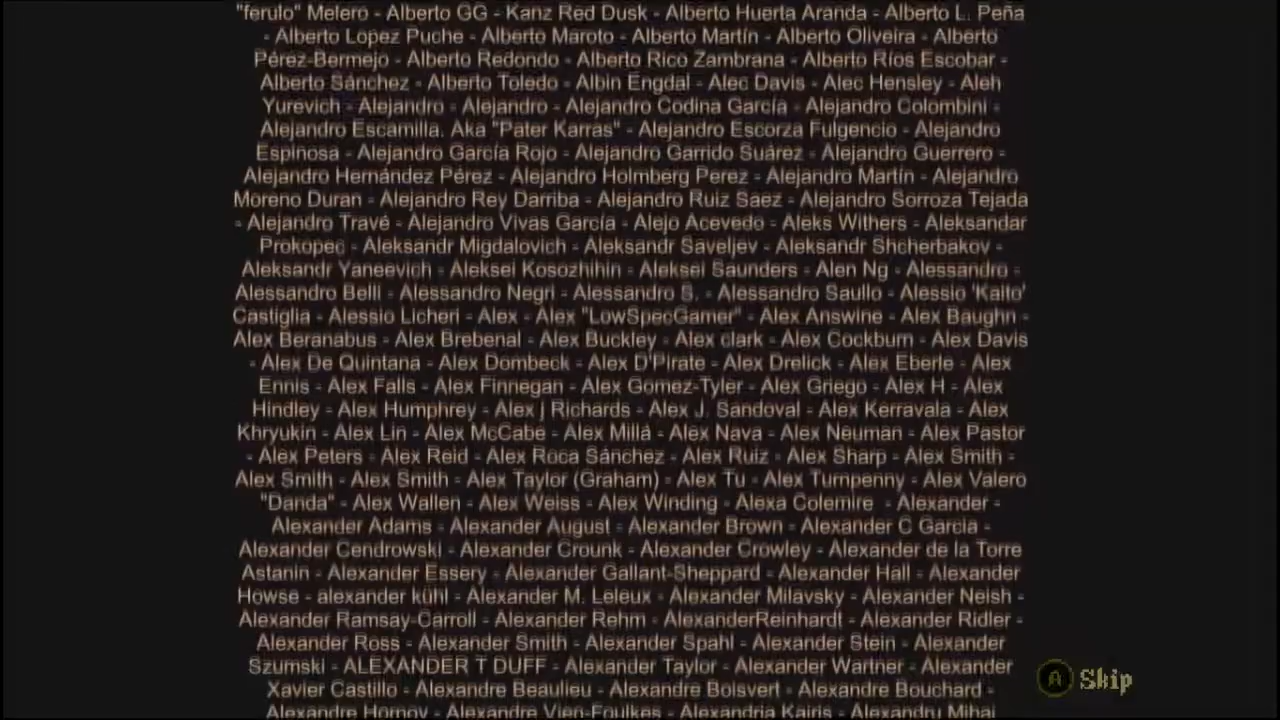 "ferulo" Melero - Alberto GG - Kanz Red Dusk - Alberto Huerta Aranda - Alberto L. Peña
- Alberto Lopez Puche - Alberto Maroto - Alberto Martín - Alberto Oliveira - Alberto
Pérez-Bermejo - Alberto Redondo - Alberto Rico Zambrana - Alberto Ríos Escobar -
Alberto Sánchez - Alberto Toledo - Albin Engdal - Alec Davis - Alec Hensley - Aleh
Yurevich - Alejandro - Alejandro - Alejandro Codina García - Alejandro Colombini -
Alejandro Escamilla. Aka "Pater Karras" - Alejandro Escorza Fulgencio - Alejandro
Espinosa - Alejandro García Rojo - Alejandro Garrido Suárez - Alejandro Guerrero -
Alejandro Hernández Pérez - Alejandro Holmberg Perez - Alejandro Martín - Alejandro
Moreno Duran - Alejandro Rey Darriba - Alejandro Ruiz Saez - Alejandro Sorroza Tejada
- Alejandro Travé - Alejandro Vivas García - Alejo Acevedo - Aleks Withers - Aleksandar
Prokopec - Aleksandr Migdalovich - Aleksandr Saveljev - Aleksandr Shcherbakov -
Aleksandr Yaneevich - Aleksei Kosozhihin - Aleksei Saunders - Alen Ng - Alessandro -
Alessandro Belli - Alessandro Negri - Alessandro S. - Alessandro Saullo - Alessio 'Kalto'
Castiglia - Alessio Licheri - Alex - Alex "LowSpecGamer" - Alex Answine - Alex Baughn -
Alex Beranabus - Alex Brebenal - Alex Buckley - Alex clark - Alex Cockburn - Alex Davis
- Alex De Quintana - Alex Dombeck - Alex D'Pirate - Alex Drelick - Alex Eberle - Alex
Ennis - Alex Falls - Alex Finnegan - Alex Gomez-Tyler - Alex Griego - Alex H - Alex
Hindley - Alex Humphrey - Alex J Richards - Alex J. Sandoval - Alex Kerravala - Alex
Khryukin - Alex Lin - Alex McCabe - Alex Millà - Alex Nava - Alex Neuman - Alex Pastor
- Alex Peters - Alex Reid - Alex Roca Sánchez - Alex Ruiz - Alex Sharp - Alex Smith -
Alex Smith - Alex Smith - Alex Taylor (Graham) - Alex Tu - Alex Turnpenny - Alex Valero
"Danda" - Alex Wallen - Alex Weiss - Alex Winding - Alexa Colemire - Alexander -
Alexander Adams - Alexander August - Alexander Brown - Alexander C Garcia -
Alexander Cendrowski - Alexander Crounk - Alexander Crowley - Alexander de la Torre
Astanin - Alexander Essery - Alexander Gallant-Sheppard - Alexander Hall - Alexander
Howse - alexander kühl - Alexander M. Leleux - Alexander Milavsky - Alexander Neish -
Alexander Ramsay-Carroll - Alexander Rehm - AlexanderReinhardt - Alexander Ridler -
Alexander Ross - Alexander Smith - Alexander Spahl - Alexander Stein - Alexander
Szumski - ALEXANDER T DUFF - Alexander Taylor - Alexander Wartner - Alexander
Xavier Castillo - Alexandre Beaulieu - Alexandre Boisvert - Alexandre Bouchard -
Alexandre Hornoy - Alexandre Vien-Foulkes - Alexandria Kairis - Alexandru Mihai
A Skip